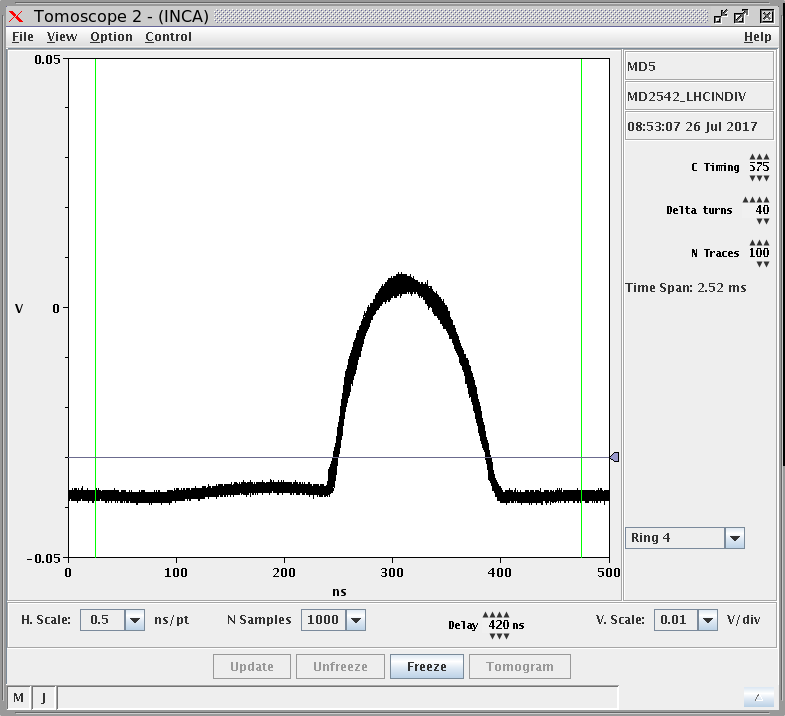 Tomoscope 2 - (INCA)
File View Option Control Help
0.05
V 0
-0.05
0 100 200 300 400 500
ns
MD5
MD2542_LHCINDIV
08:53:07 26 Jul 2017
C Timing 575
Delta turns 40
N Traces 100
Time Span: 2.52 ms
Ring 4
H. Scale: 0.5 ns/pt N Samples 1000 Delay 420 ns V. Scale: 0.01 V/div
Update Unfreeze Freeze Tomogram
M J